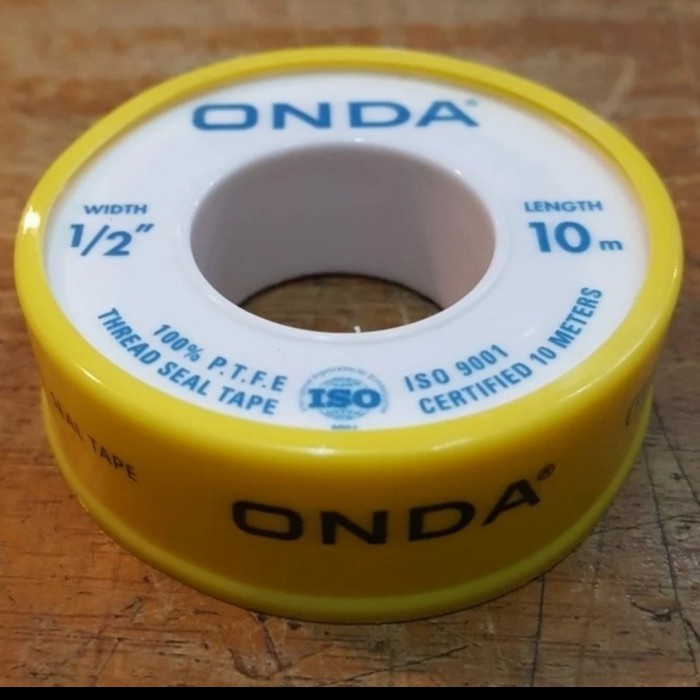 ONDA®
WIDTH
1/2"
LENGTH
10 m
100% P.T.F.E
THREAD SEAL TAPE
ISO
ISO 9001
CERTIFIED 10 METERS
SEAL TAPE
ONDA®